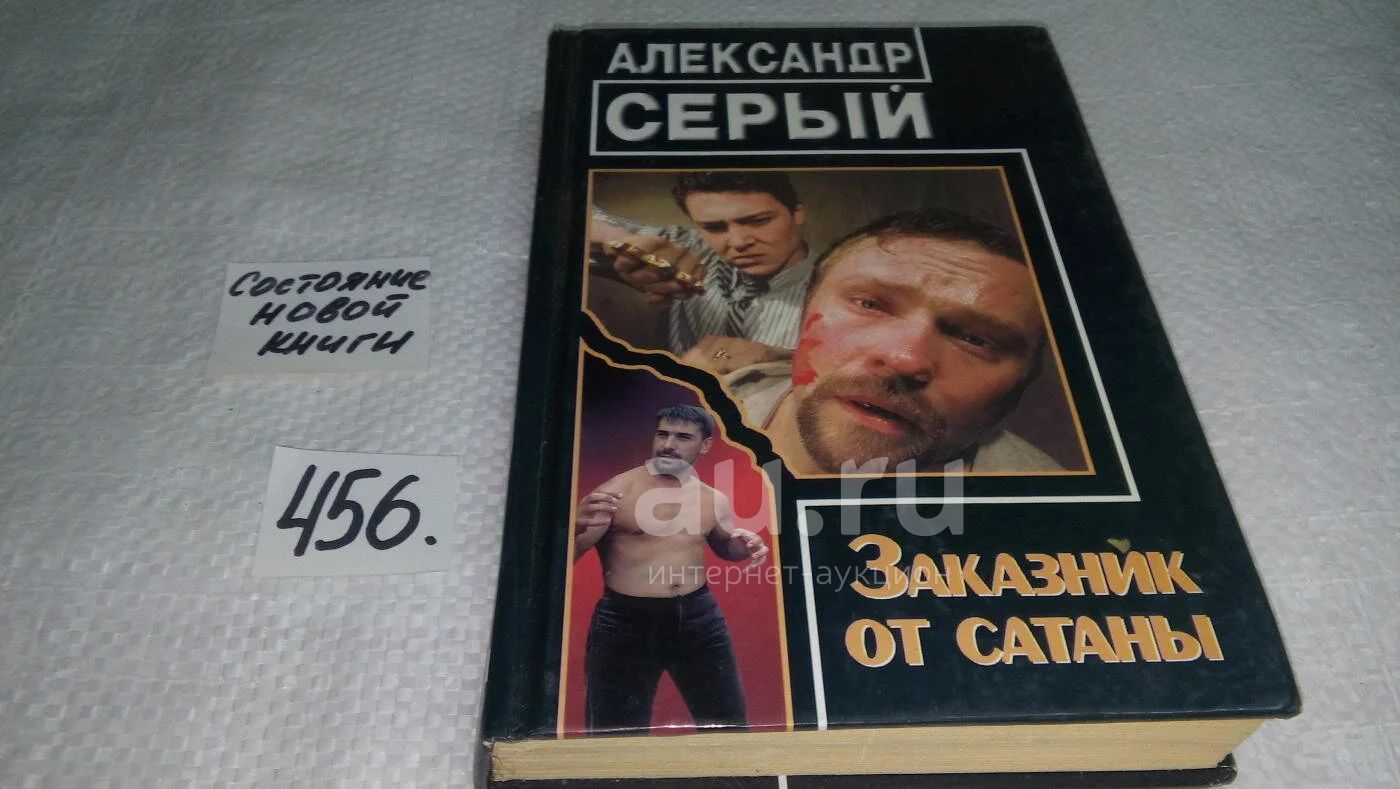 АЛЕКСАНДР
СЕРЫЙ
Состояние
новой
книги
456.
au.ru
интернет-аукцион
ЗАКАЗНИК
ОТ САТАНЫ